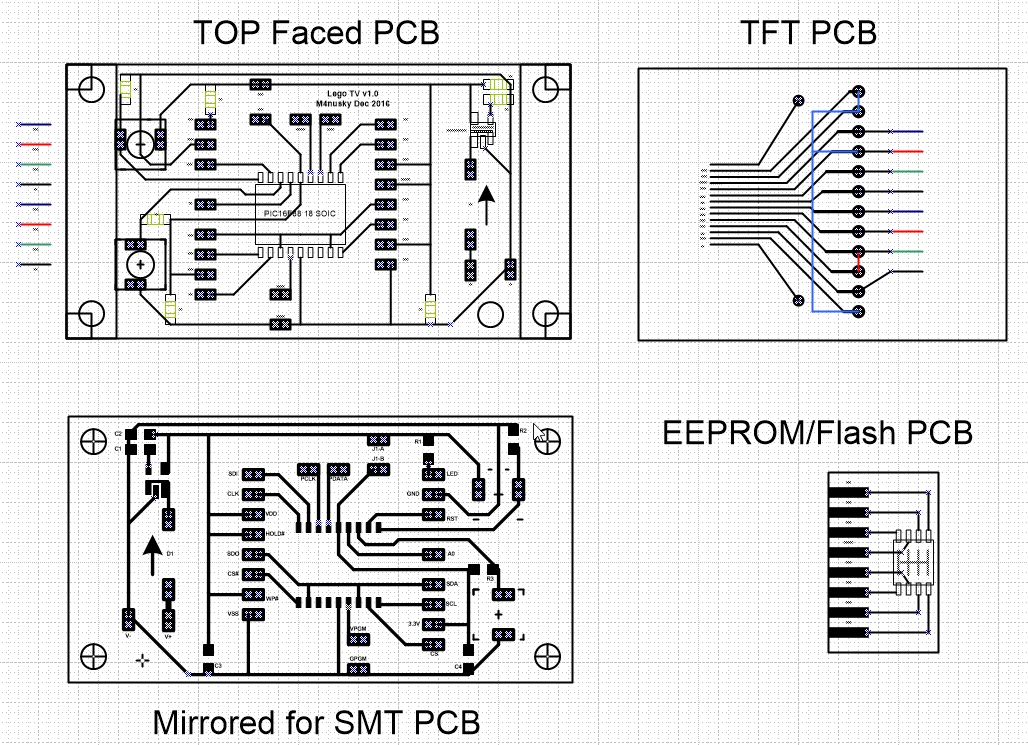 TOP Faced PCB
TFT PCB
Lego TV v1.0
M4nusky Dec 2016
PIC16F88 18 SOIC
EEPROM/Flash PCB
C2
C1
R1
J1-A
J1-B
R2
SDI
PCLK
PDATA
LED
CLK
GND
VDD
RST
HOLD#
SDO
D1
A0
CS#
R3
SDA
WP#
SCL
VSS
3.3V
V-
V+
VPGM
CS
GPGM
C3
C4
Mirrored for SMT PCB